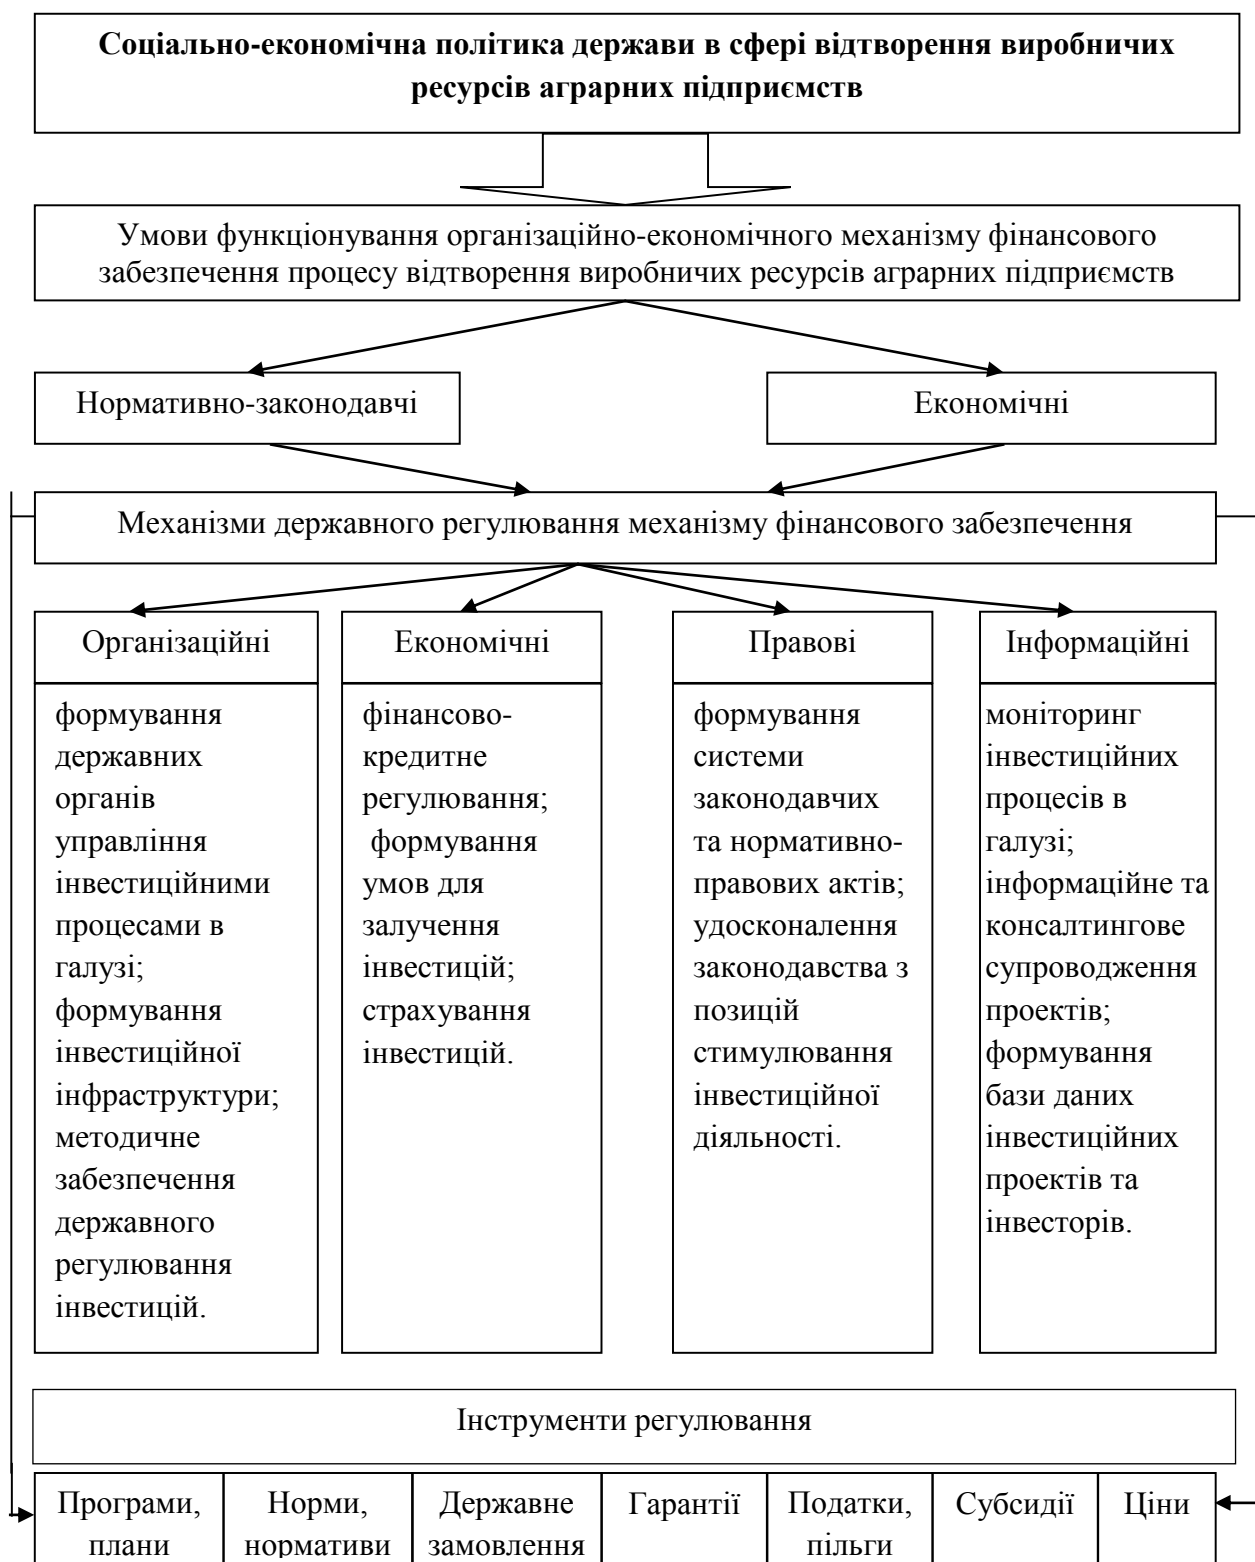 Соціально-економічна політика держави в сфері відтворення виробничих
ресурсів аграрних підприємств
Умови функціонування організаційно-економічного механізму фінансового
забезпечення процесу відтворення виробничих ресурсів аграрних підприємств
Нормативно-законодавчі
Економічні
Механізми державного регулювання механізму фінансового забезпечення
Організаційні
формування
державних
органів
управління
інвестиційними
процесами в
галузі;
формування
інвестиційної
інфраструктури;
методичне
забезпечення
державного
регулювання
інвестицій.
Економічні
фінансово-
кредитне
регулювання;
формування
умов для
залучення
інвестицій;
страхування
інвестицій.
Правові
формування
системи
законодавчих
та нормативно-
правових актів;
удосконалення
законодавства з
позицій
стимулювання
інвестиційної
діяльності.
Інформаційні
моніторинг
інвестиційних
процесів в
галузі;
інформаційне та
консалтингове
супроводження
проектів;
формування
бази даних
інвестиційних
проектів та
інвесторів.
Інструменти регулювання
Програми,
плани
Норми,
нормативи
Державне
замовлення
Гарантії
Податки,
пільги
Субсидії
Ціни